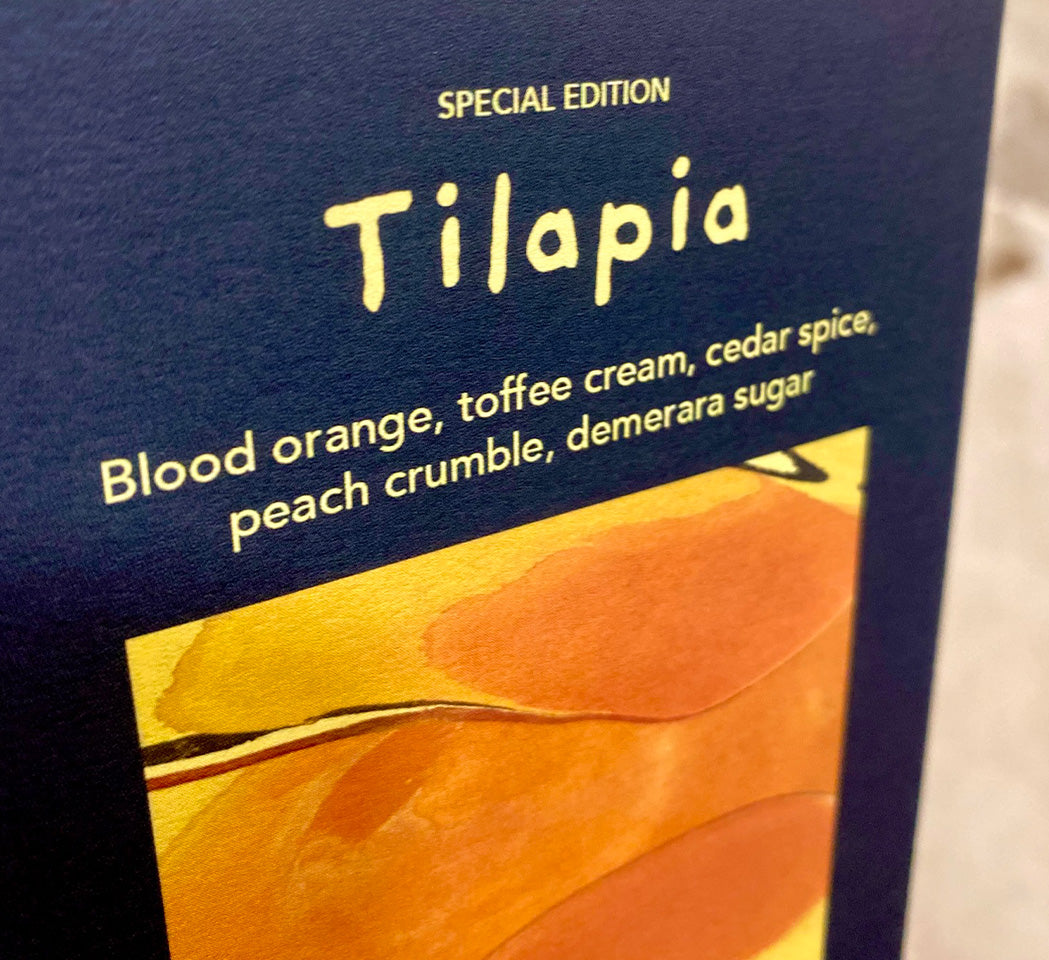 SPECIAL EDITION
Tilapia
Blood orange, toffee cream, cedar spice,
peach crumble, demerara sugar